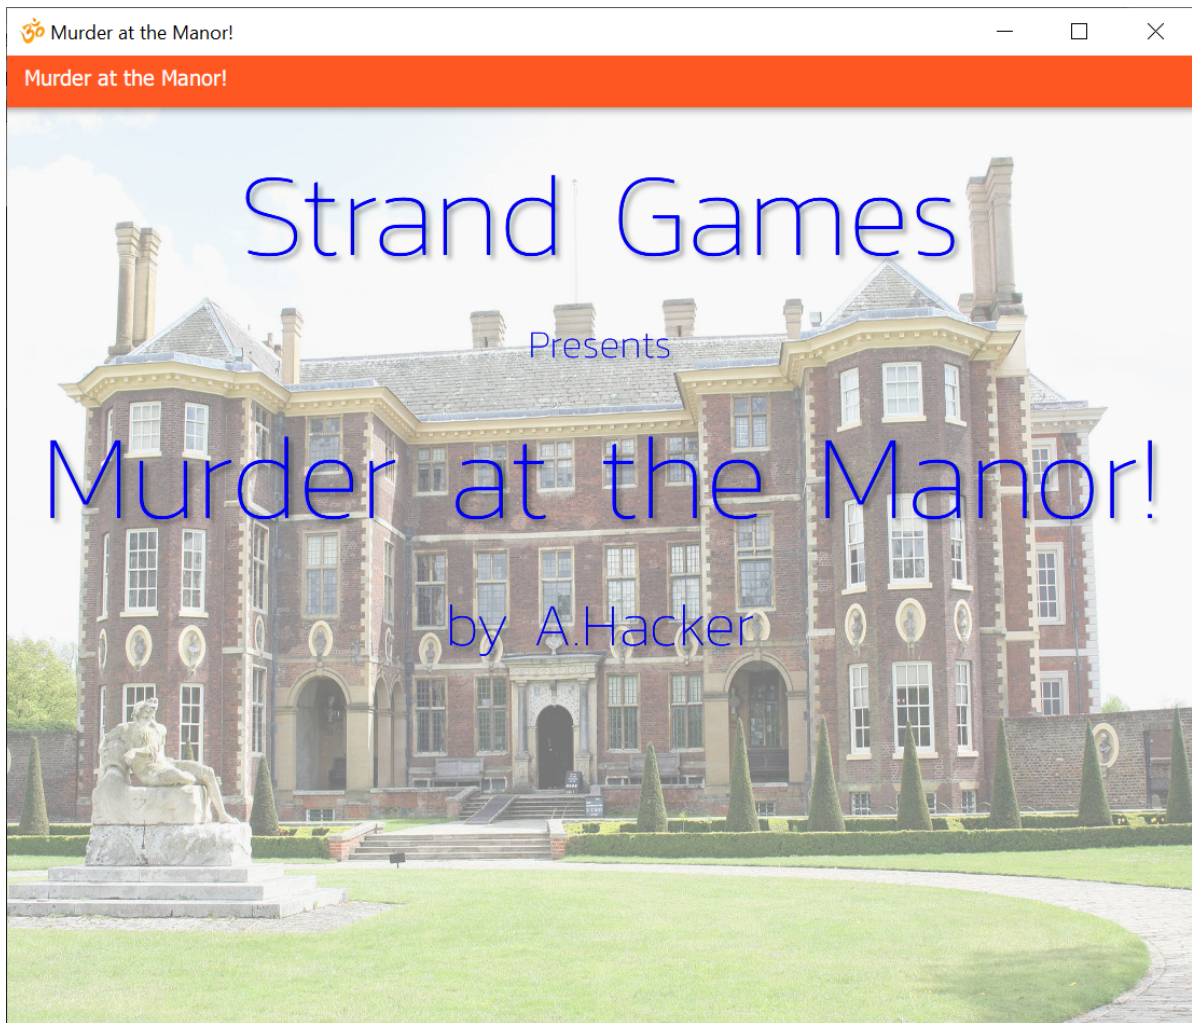 Murder at the Manor!
Murder at the Manor!
Strand Games
Presents
Murder at the Manor!
by A.Hacker